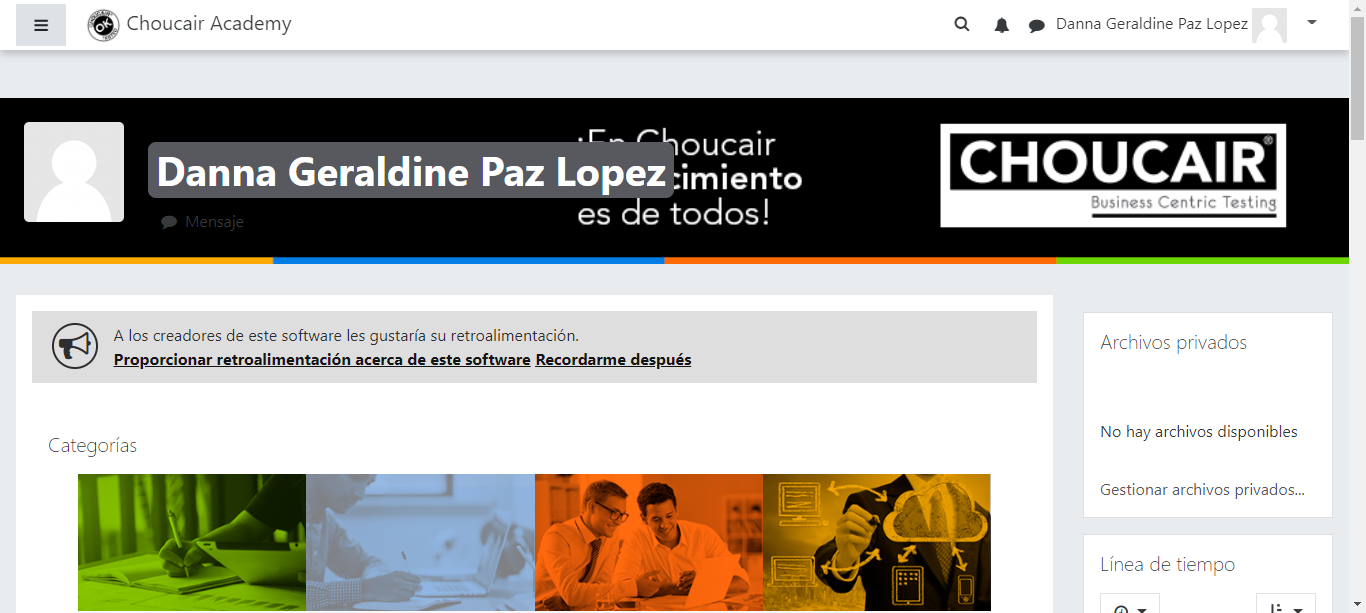 Choucair Academy
Danna Geraldine Paz Lopez
Danna Geraldine Paz Lopez
Mensaje
¡En Choucair
cimiento
es de todos!
CHOUCAIR®
Business Centric Testing
A los creadores de este software les gustaría su retroalimentación.
Proporcionar retroalimentación acerca de este software Recordarme después
Categorías
Archivos privados
No hay archivos disponibles
Gestionar archivos privados...
Línea de tiempo